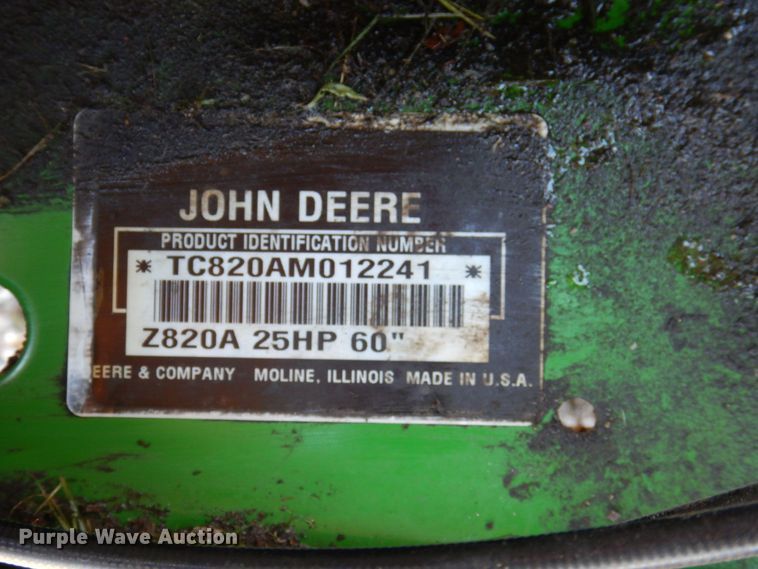 JOHN DEERE
PRODUCT IDENTIFICATION NUMBER
* TC820AM012241 *
Z820A 25HP 60"
EERE & COMPANY MOLINE, ILLINOIS MADE IN U.S.A.
Purple Wave Auction